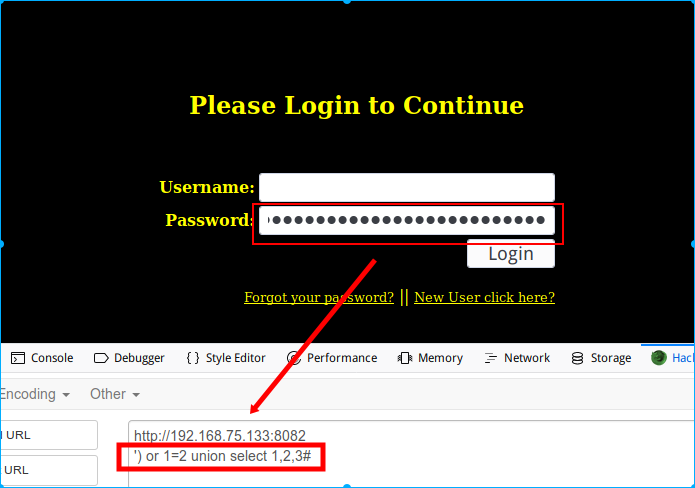 Please Login to Continue
Username:
Password:
Login
Forgot your password? || New User click here?
Console Debugger { } Style Editor Performance Memory Network Storage Hac
Encoding Other
URL
http://192.168.75.133:8082
') or 1=2 union select 1,2,3#
URL